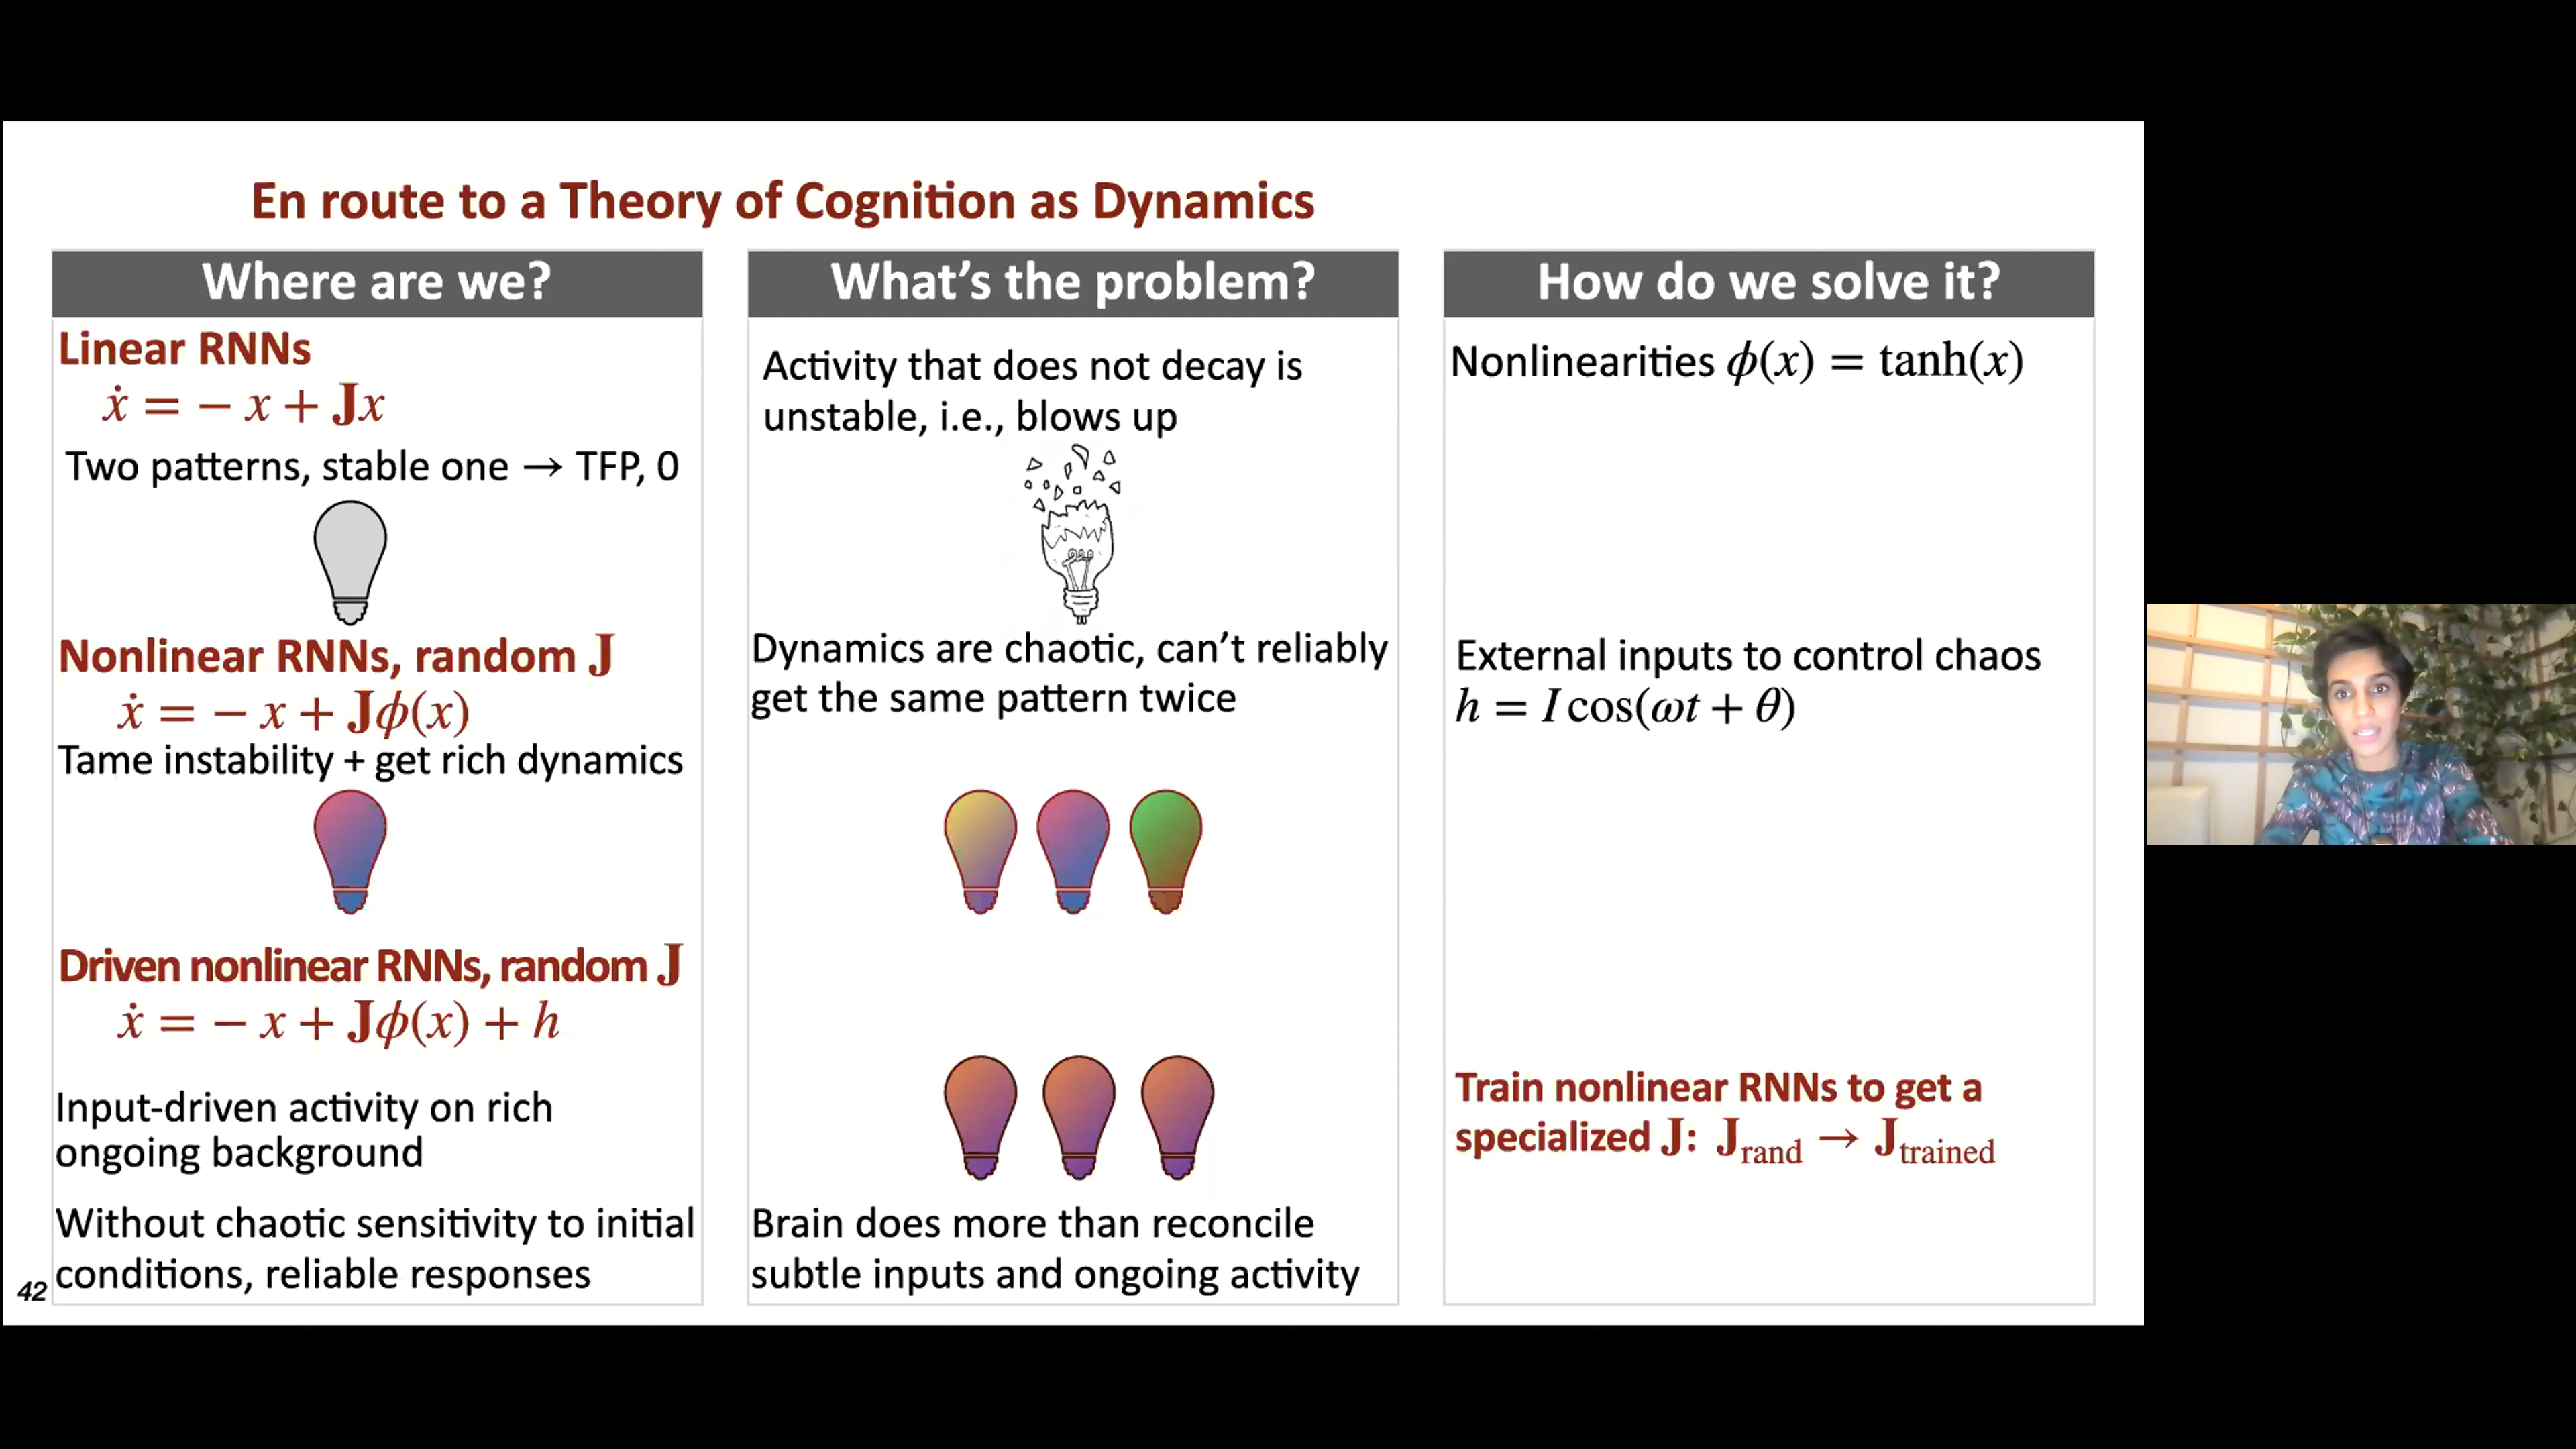 En route to a Theory of Cognition as Dynamics
Where are we?
Linear RNNs
ẋ = − x + Jx
Two patterns, stable one → TFP, 0
Nonlinear RNNs, random J
ẋ = − x + Jϕ(x)
Tame instability + get rich dynamics
Driven nonlinear RNNs, random J
ẋ = − x + Jϕ(x) + h
Input-driven activity on rich
ongoing background
Without chaotic sensitivity to initial
conditions, reliable responses
What’s the problem?
Activity that does not decay is
unstable, i.e., blows up
Dynamics are chaotic, can’t reliably
get the same pattern twice
Brain does more than reconcile
subtle inputs and ongoing activity
How do we solve it?
Nonlinearities ϕ(x) = tanh(x)
External inputs to control chaos
h = I cos(ωt + θ)
Train nonlinear RNNs to get a
specialized J: J_rand → J_trained
42